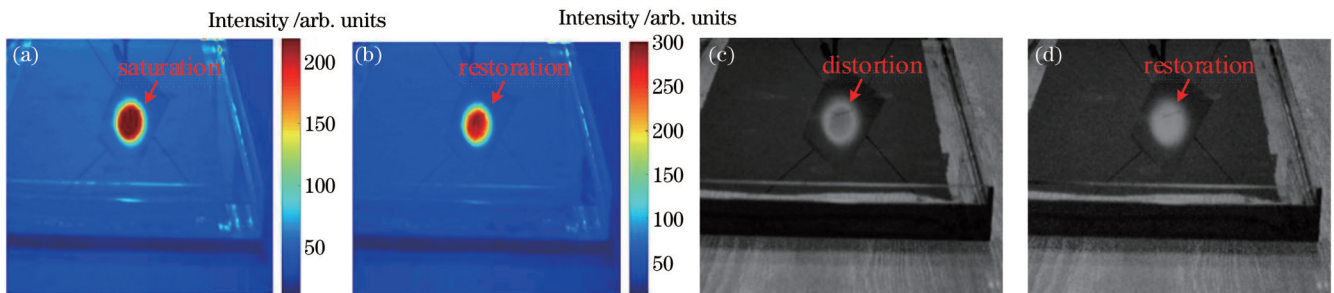 Intensity /arb. units
Intensity /arb. units
(a)
saturation
200
150
100
50
(b)
restoration
300
250
200
150
100
50
(c)
distortion
(d)
restoration